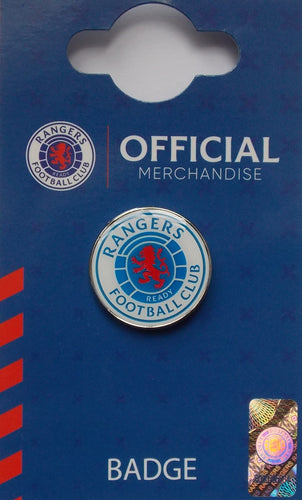 RANGERS
READY
FOOTBALL CLUB
OFFICIAL
MERCHANDISE
RANGERS
READY
FOOTBALL CLUB
BADGE